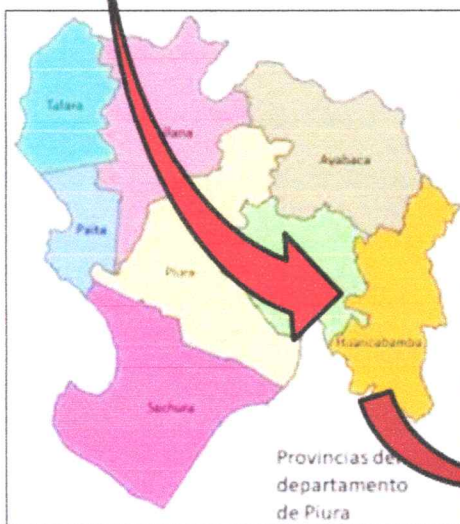 Talara
Ayabaca
Paita
Piura
Huancabamba
Sechura
Provincias del
departamento
de Piura